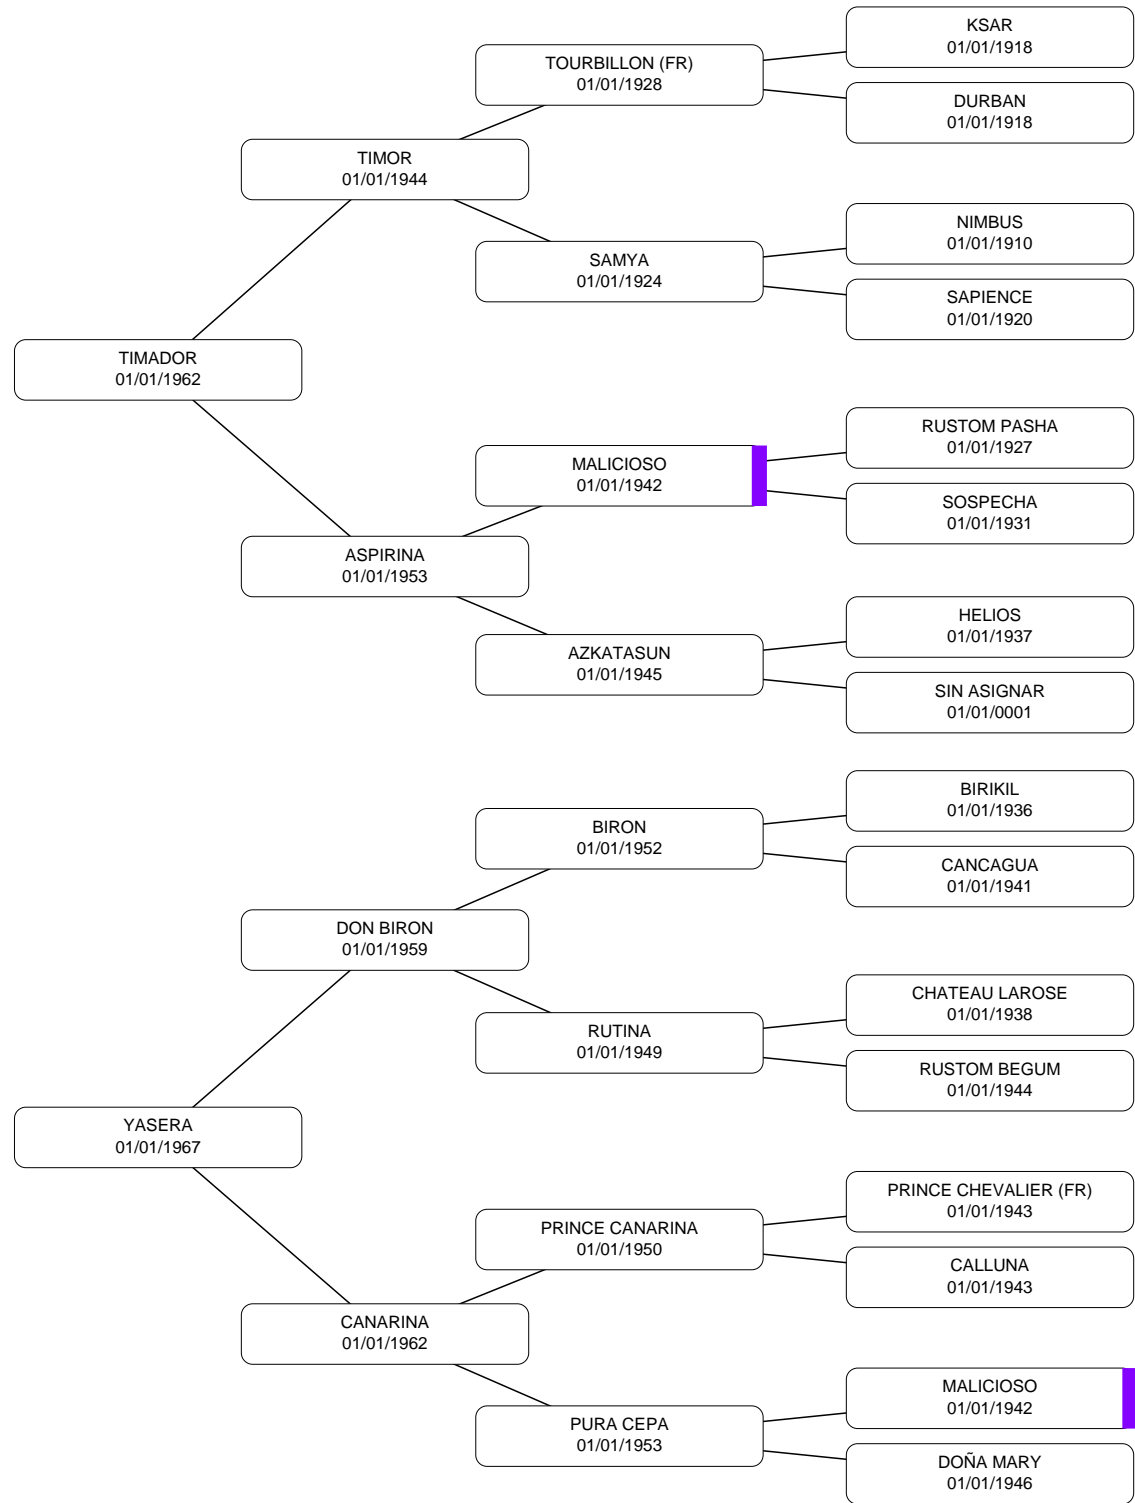 KSAR
01/01/1918
TOURBILLON (FR)
01/01/1928
DURBAN
01/01/1918
TIMOR
01/01/1944
NIMBUS
01/01/1910
SAMYA
01/01/1924
SAPIENCE
01/01/1920
TIMADOR
01/01/1962
RUSTOM PASHA
01/01/1927
MALICIOSO
01/01/1942
SOSPECHA
01/01/1931
ASPIRINA
01/01/1953
HELIOS
01/01/1937
AZKATASUN
01/01/1945
SIN ASIGNAR
01/01/0001
BIRIKIL
01/01/1936
BIRON
01/01/1952
CANCAGUA
01/01/1941
DON BIRON
01/01/1959
CHATEAU LAROSE
01/01/1938
RUTINA
01/01/1949
RUSTOM BEGUM
01/01/1944
YASERA
01/01/1967
PRINCE CHEVALIER (FR)
01/01/1943
PRINCE CANARINA
01/01/1950
CALLUNA
01/01/1943
CANARINA
01/01/1962
MALICIOSO
01/01/1942
PURA CEPA
01/01/1953
DOÑA MARY
01/01/1946